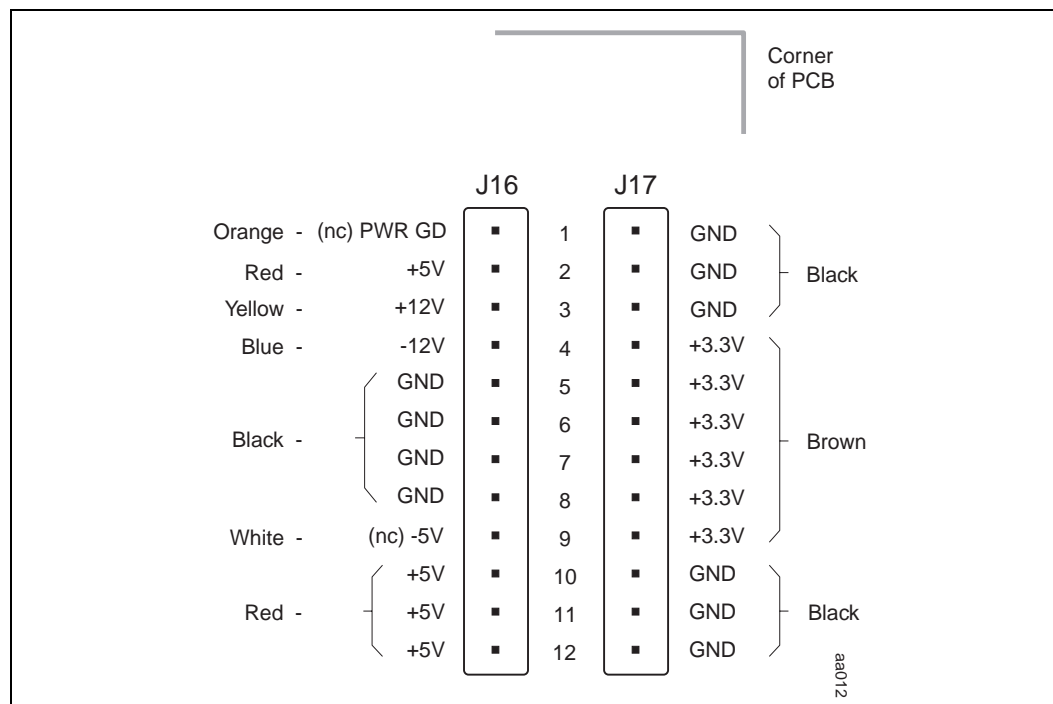 Corner
of PCB
J16 J17
Orange - (nc) PWR GD 1 GND
Red - +5V 2 GND Black
Yellow - +12V 3 GND
Blue - -12V 4 +3.3V
GND 5 +3.3V
GND 6 +3.3V
Black - Brown
GND 7 +3.3V
GND 8 +3.3V
White - (nc) -5V 9 +3.3V
+5V 10 GND
Red - +5V 11 GND Black
+5V 12 GND
aa012